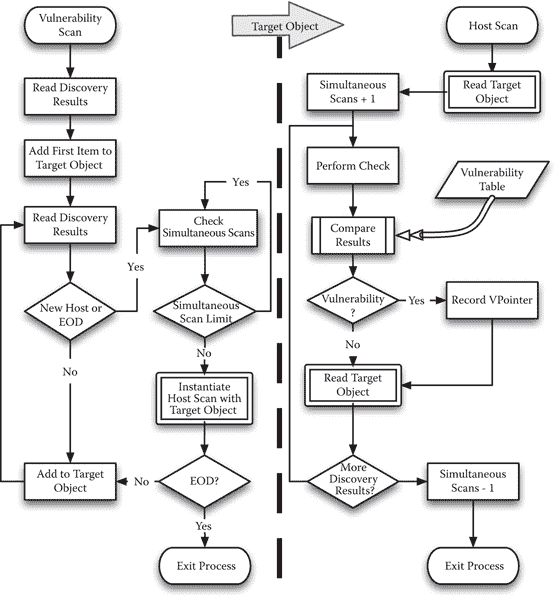 Vulnerability
Scan
Read Discovery
Results
Add First Item to
Target Object
Read Discovery
Results
New Host or
EOD
Yes
No
Add to Target
Object
Yes
Check
Simultaneous Scans
Simultaneous
Scan Limit
No
Instantiate
Host Scan with
Target Object
EOD?
No
Yes
Exit Process
Target Object
Host Scan
Read Target
Object
Simultaneous
Scans + 1
Perform Check
Vulnerability
Table
Compare
Results
Vulnerability
?
Yes
Record VPointer
No
Read Target
Object
More
Discovery
Results?
Simultaneous
Scans - 1
Exit Process